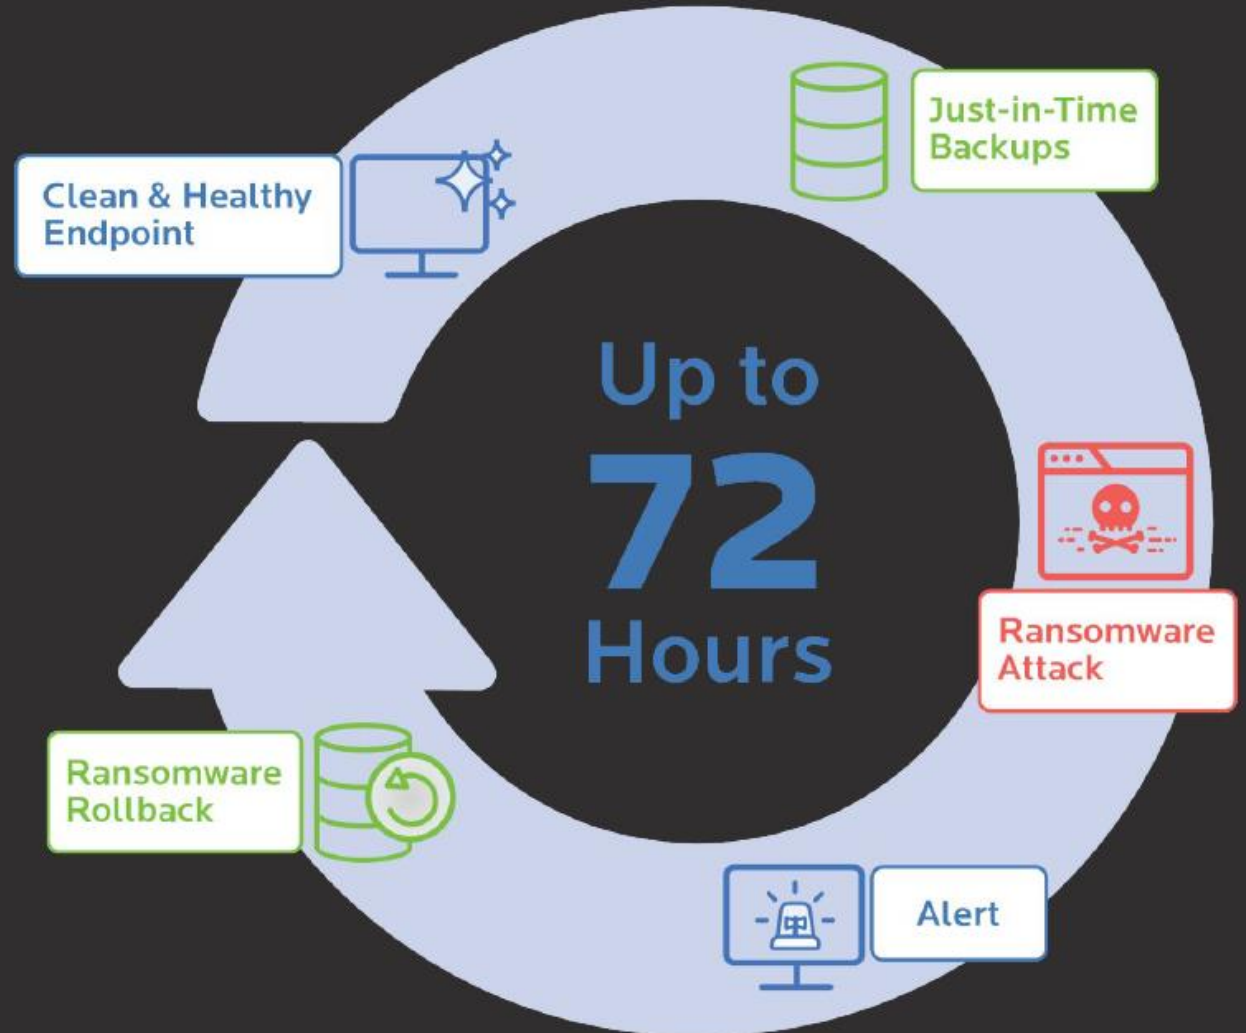 Just-in-Time
Backups
Clean & Healthy
Endpoint
Up to
72
Hours
Ransomware
Attack
Ransomware
Rollback
Alert